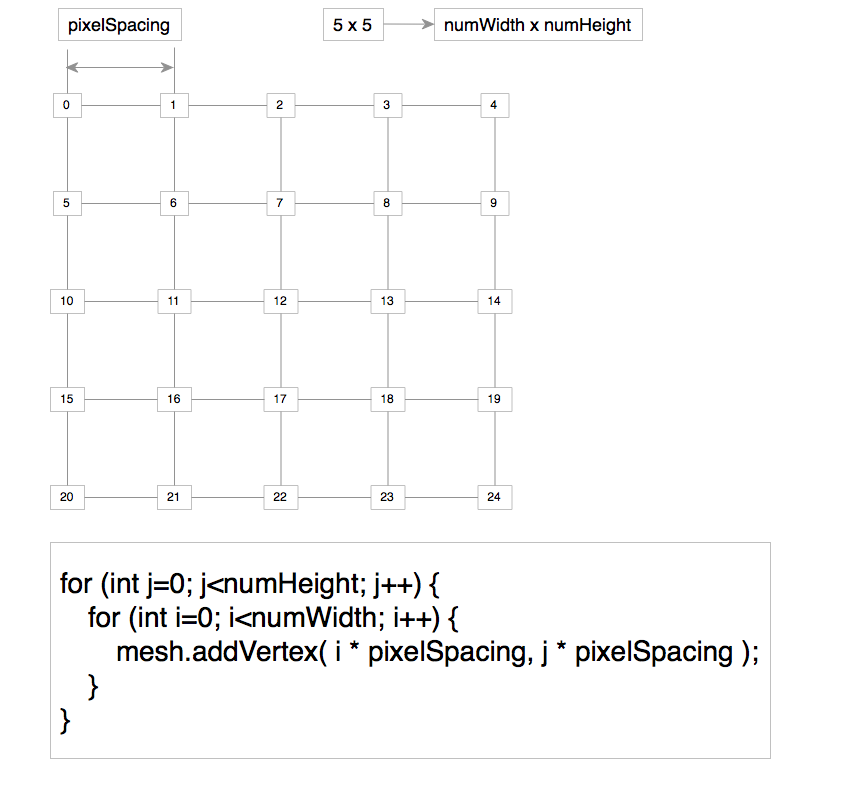 pixelSpacing
5 x 5
numWidth x numHeight
0 1 2 3 4
5 6 7 8 9
10 11 12 13 14
15 16 17 18 19
20 21 22 23 24
for (int j=0; j<numHeight; j++) {
for (int i=0; i<numWidth; i++) {
mesh.addVertex( i * pixelSpacing, j * pixelSpacing );
}
}